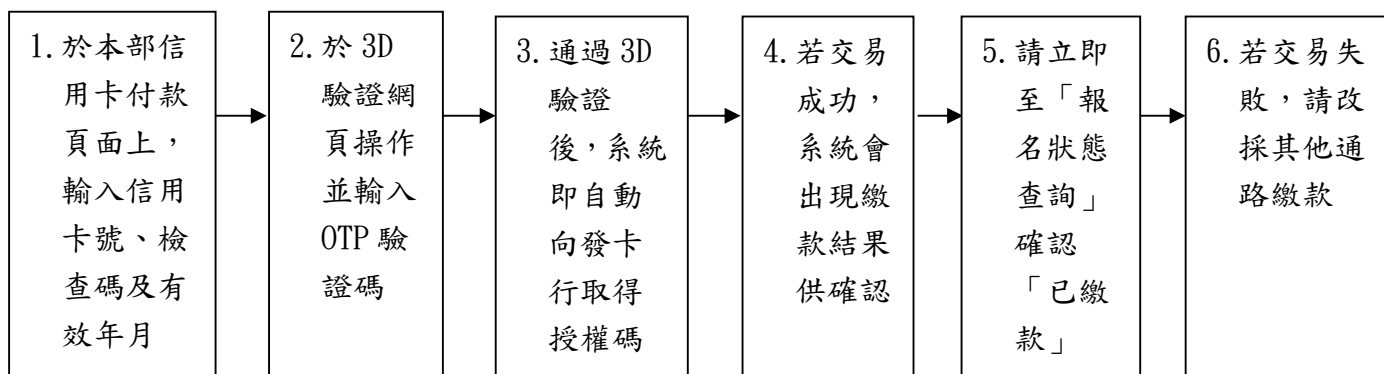 1.於本部信
用卡付款
頁面上，
輸入信用
卡號、檢
查碼及有
效年月
2.於 3D
驗證網
頁操作
並輸入
OTP 驗
證碼
3.通過 3D
驗證
後，系統
即自動
向發卡
行取得
授權碼
4.若交易
成功，
系統會
出現繳
款結果
供確認
5.請立即
至「報
名狀態
查詢」
確認
「已繳
款」
6.若交易失
敗，請改
採其他通
路繳款